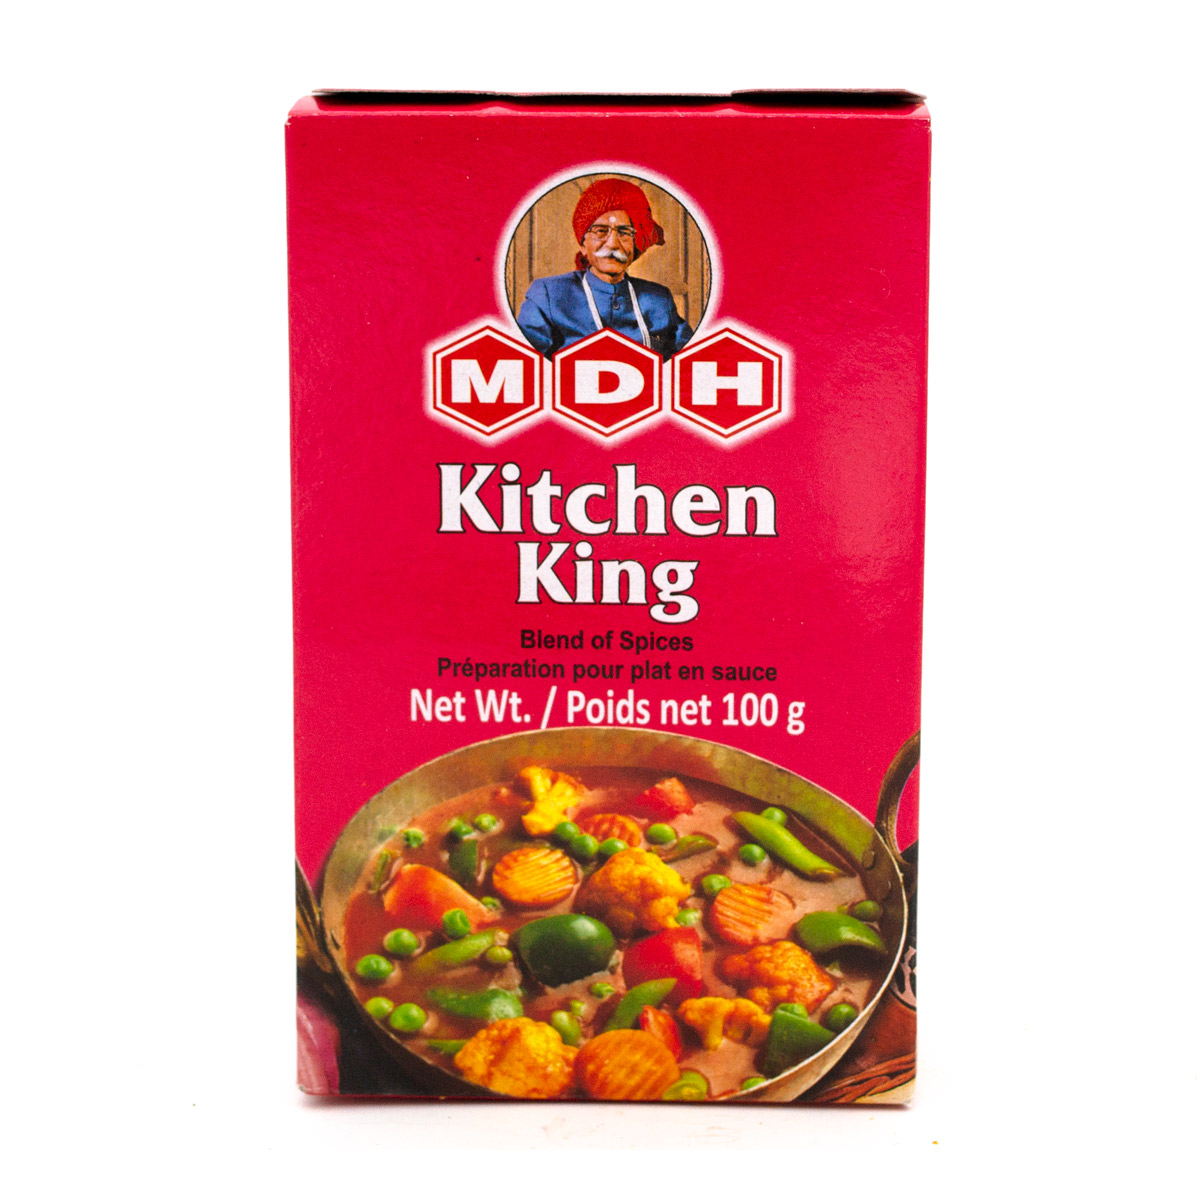 MDH
Kitchen
King
Blend of Spices
Préparation pour plat en sauce
Net Wt. / Poids net 100 g